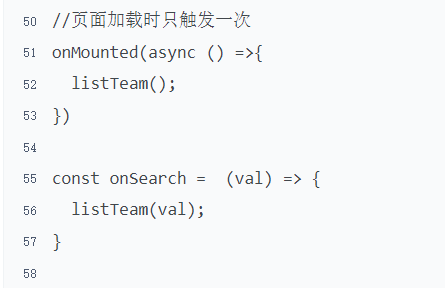 50 //页面加载时只触发一次
51 onMounted(async () =>{
52   listTeam();
53 })
54
55 const onSearch =  (val) => {
56   listTeam(val);
57 }
58